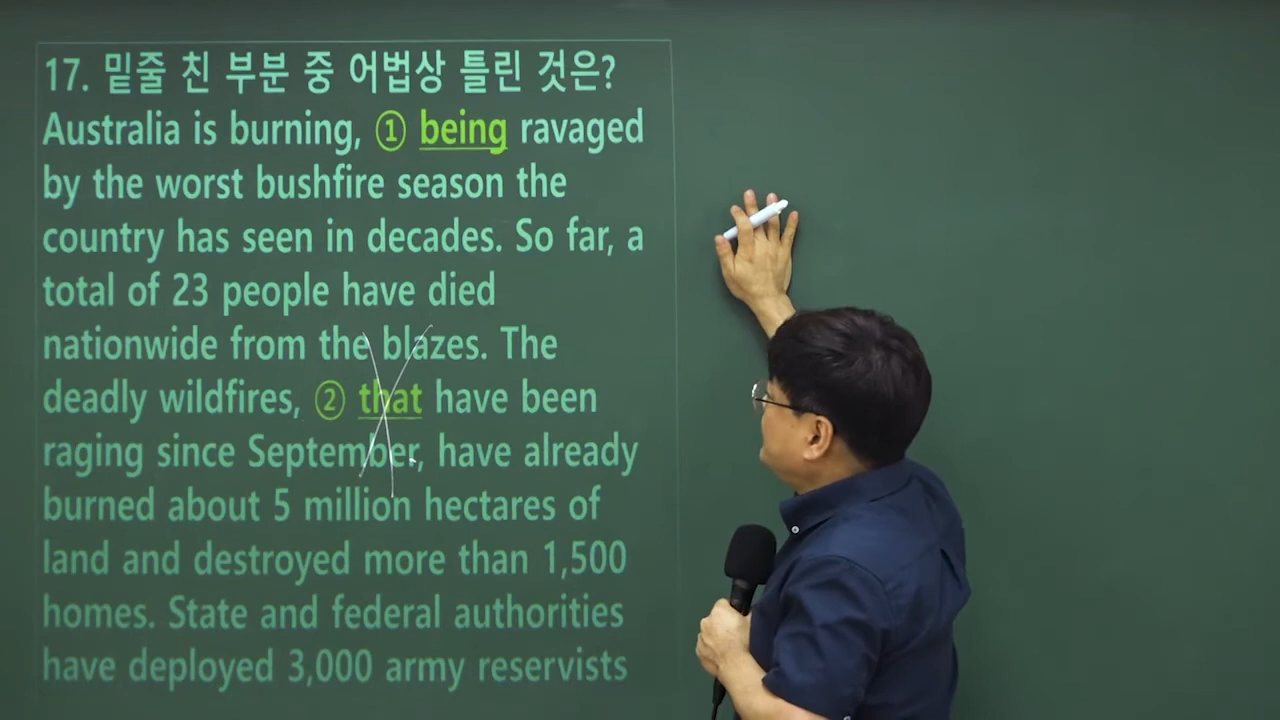 17. 밑줄 친 부분 중 어법상 틀린 것은?
Australia is burning, ① being ravaged
by the worst bushfire season the
country has seen in decades. So far, a
total of 23 people have died
nationwide from the blazes. The
deadly wildfires, ② that have been
raging since September, have already
burned about 5 million hectares of
land and destroyed more than 1,500
homes. State and federal authorities
have deployed 3,000 army reservists